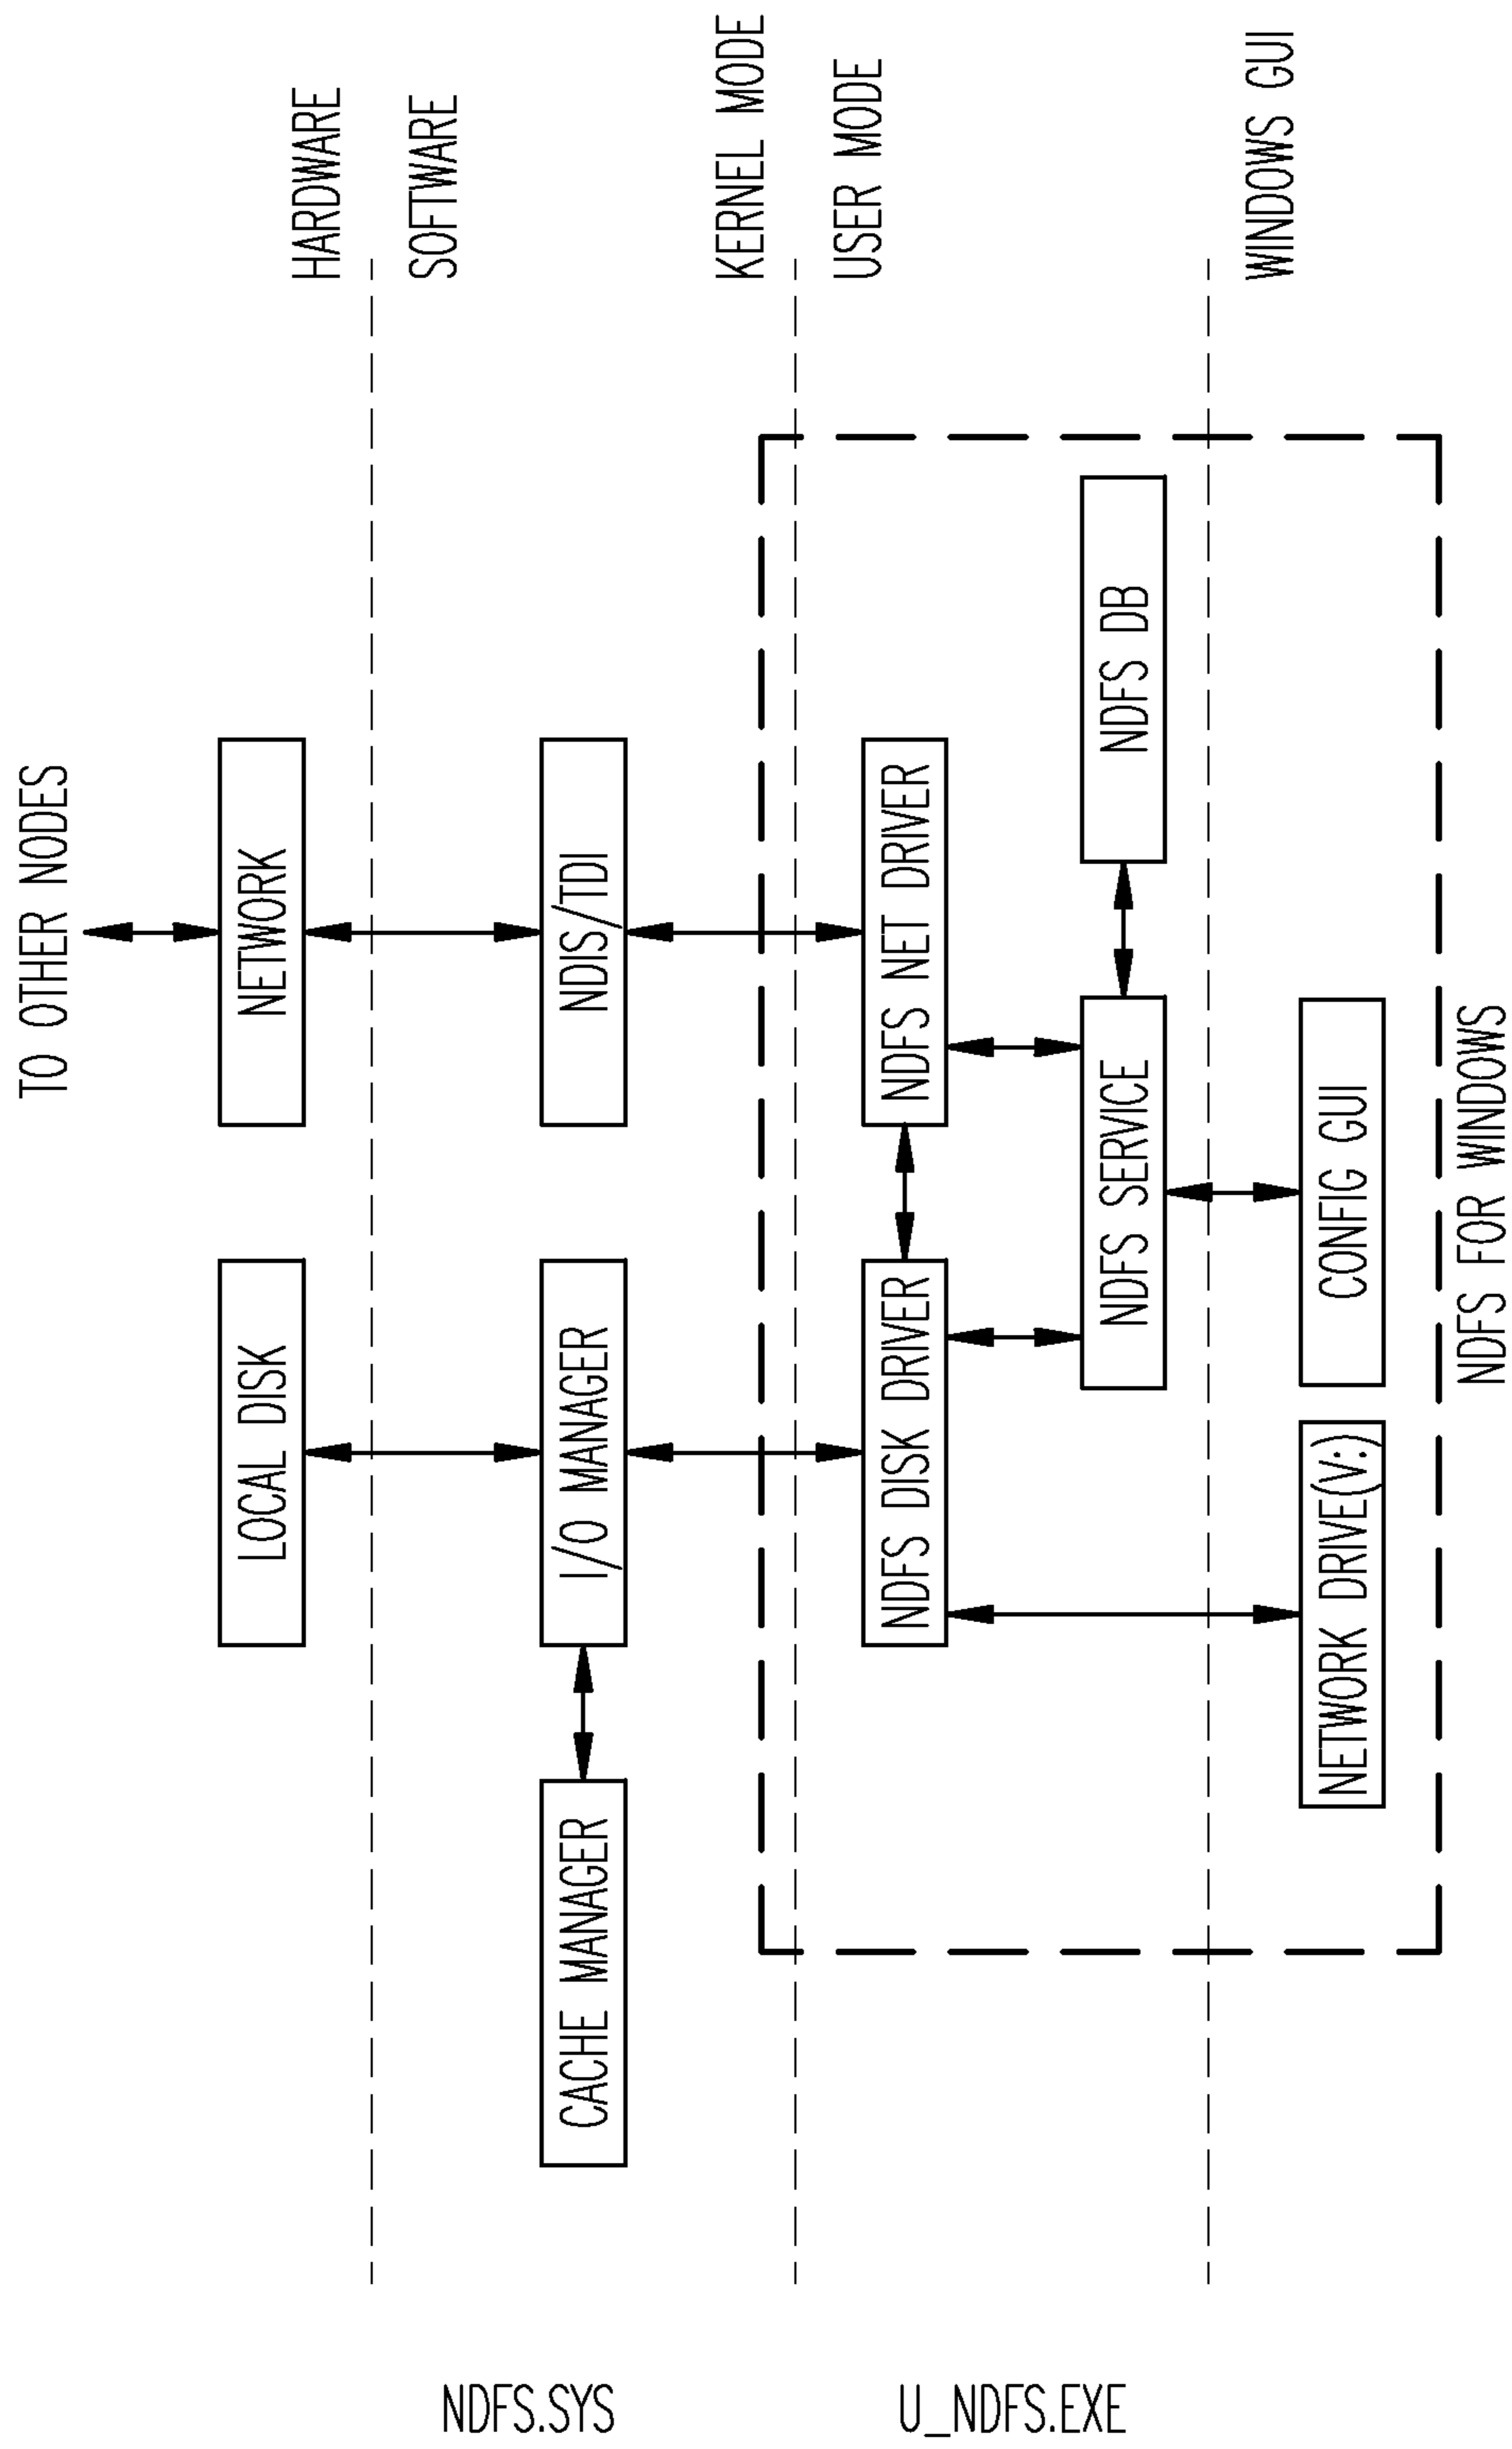 TO OTHER NODES
HARDWARE
SOFTWARE
KERNEL MODE
USER MODE
WINDOWS GUI
LOCAL DISK
NETWORK
CACHE MANAGER
I/O MANAGER
NDIS/TDI
NDFS DISK DRIVER
NDFS NET DRIVER
NDFS SERVICE
NDFS DB
NETWORK DRIVE(V:)
CONFIG GUI
NDFS FOR WINDOWS
NDFS.SYS
U_NDFS.EXE